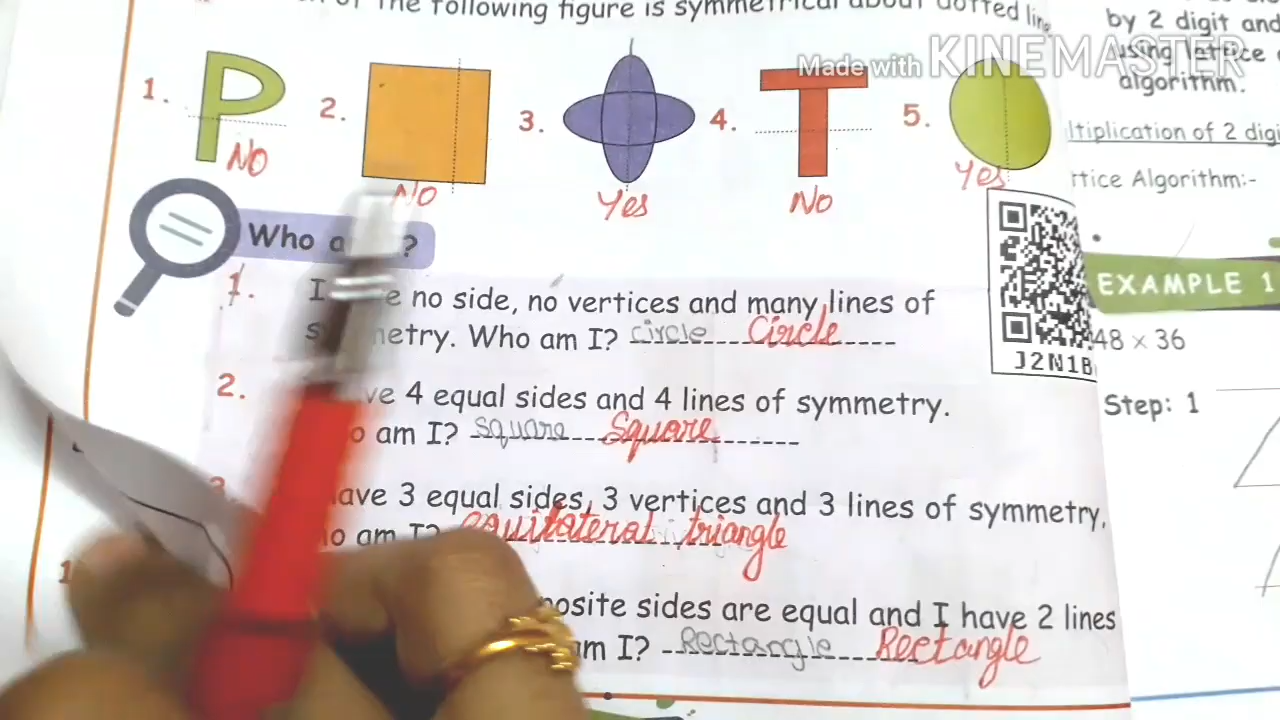 the following figure is symmetrical about dotted line
by 2 digit and
using lattice
algorithm.
Made with KINEMASTER
1. P 2. 3. 4. T 5.
No No Yes No Yes
ltiplication of 2 digi
ttice Algorithm:-
Who a ?
EXAMPLE 1
1. I e no side, no vertices and many lines of
metry. Who am I? circle Circle
48 × 36
J2N1B
2. ve 4 equal sides and 4 lines of symmetry.
o am I? square Square
Step: 1
ave 3 equal sides, 3 vertices and 3 lines of symmetry,
o am I? equilateral triangle
posite sides are equal and I have 2 lines
am I? Rectangle Rectangle